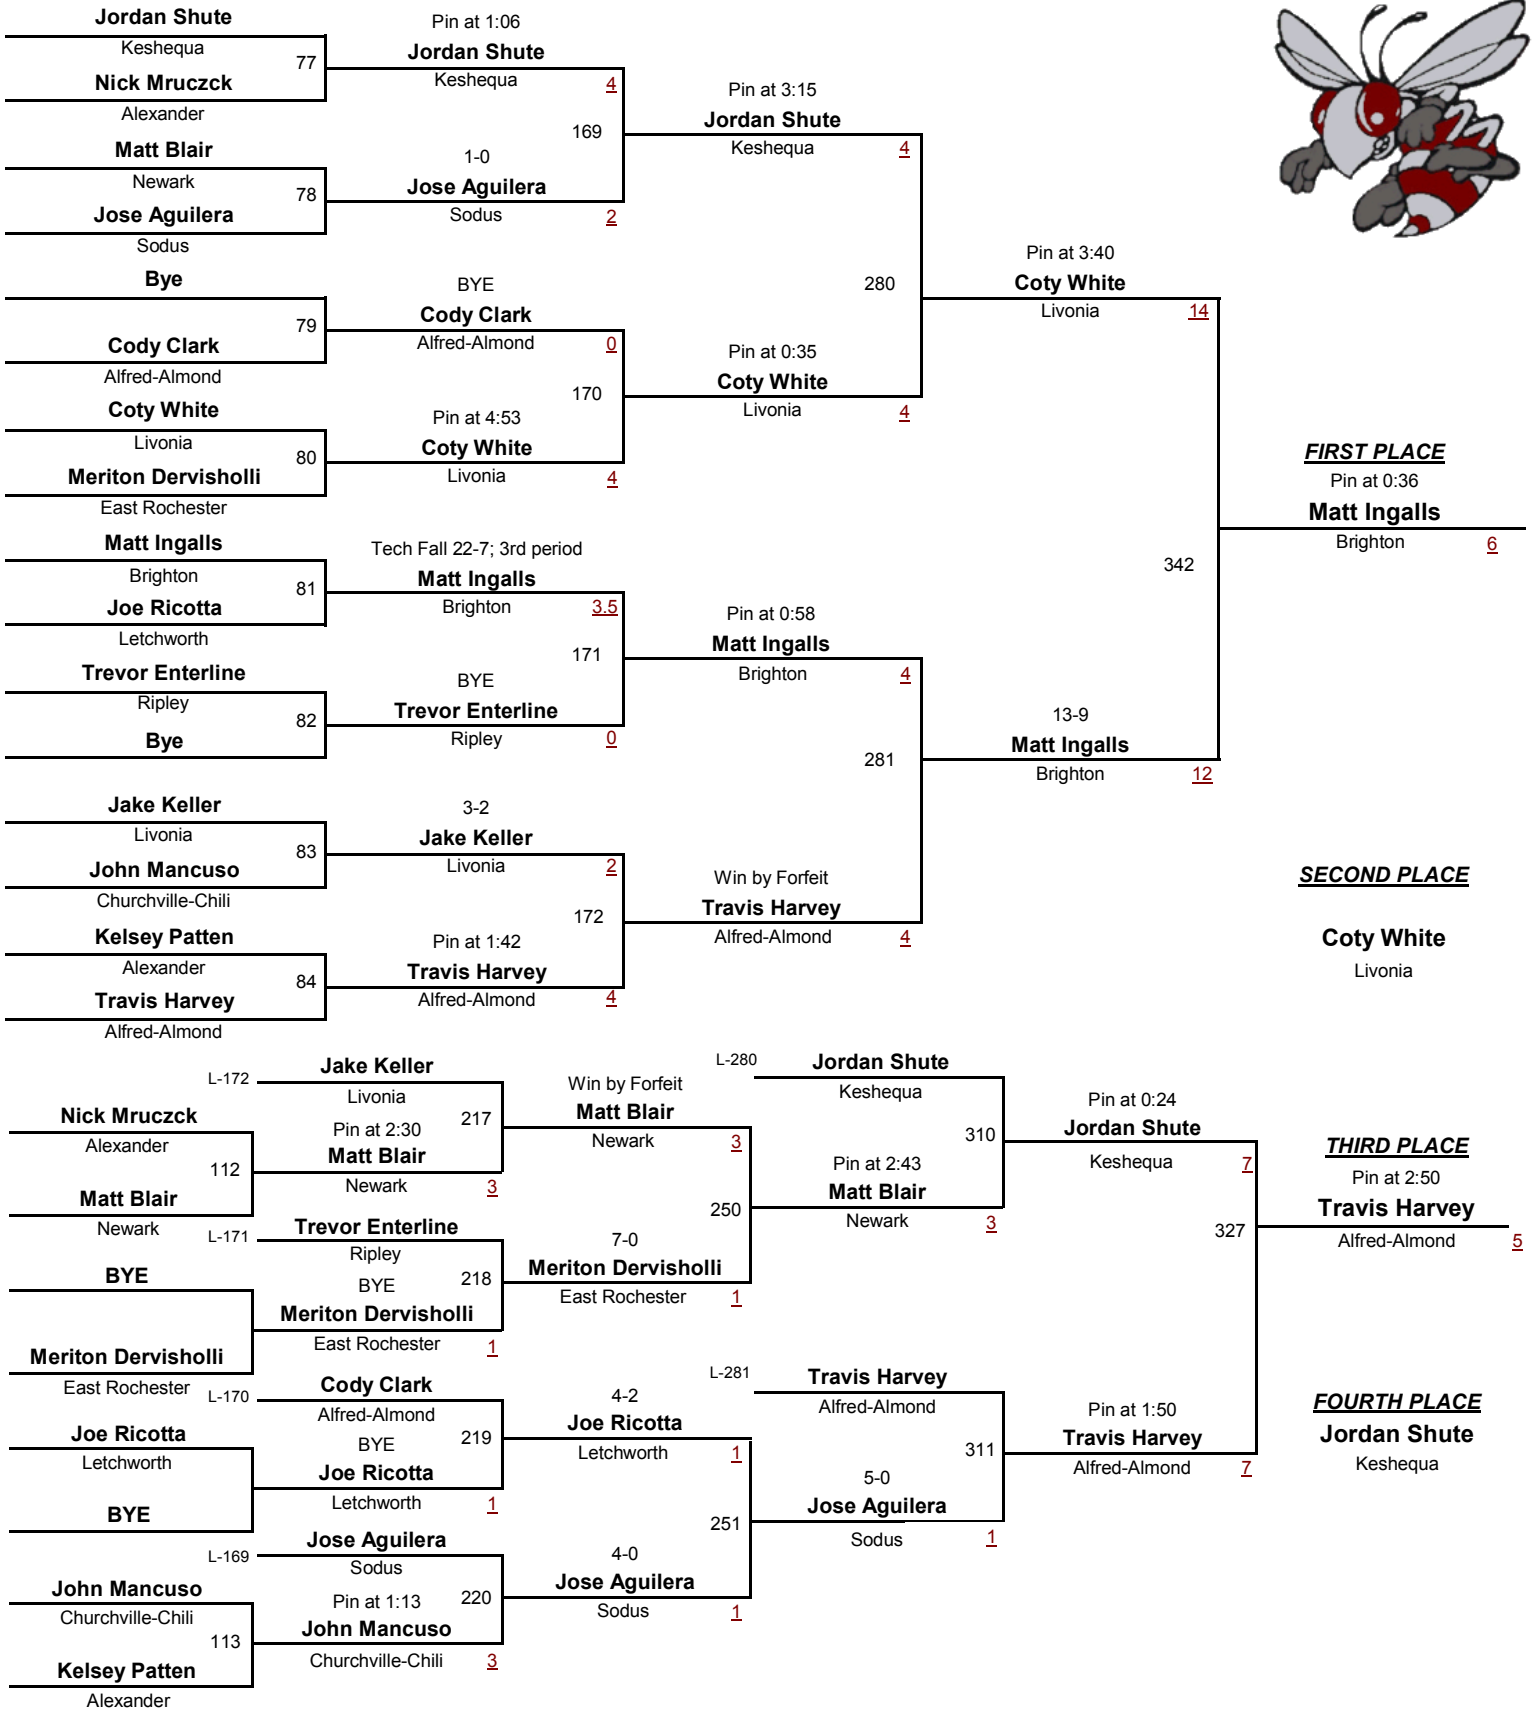 Jordan Shute
Keshequa
77
Nick Mruczck
Alexander
Matt Blair
Newark
78
Jose Aguilera
Sodus
Bye
79
Cody Clark
Alfred-Almond
Coty White
Livonia
80
Meriton Dervisholli
East Rochester
Matt Ingalls
Brighton
81
Joe Ricotta
Letchworth
Trevor Enterline
Ripley
82
Bye
Jake Keller
Livonia
83
John Mancuso
Churchville-Chili
Kelsey Patten
Alexander
84
Travis Harvey
Alfred-Almond
Pin at 1:06
Jordan Shute
Keshequa
4
169
1-0
Jose Aguilera
Sodus
2
BYE
Cody Clark
Alfred-Almond
0
170
Pin at 4:53
Coty White
Livonia
4
Tech Fall 22-7; 3rd period
Matt Ingalls
Brighton
3.5
171
BYE
Trevor Enterline
Ripley
0
3-2
Jake Keller
Livonia
2
172
Pin at 1:42
Travis Harvey
Alfred-Almond
4
Pin at 3:15
Jordan Shute
Keshequa
4
280
Pin at 0:35
Coty White
Livonia
4
Pin at 0:58
Matt Ingalls
Brighton
4
281
Win by Forfeit
Travis Harvey
Alfred-Almond
4
Pin at 3:40
Coty White
Livonia
14
342
13-9
Matt Ingalls
Brighton
12
FIRST PLACE
Pin at 0:36
Matt Ingalls
Brighton
6
SECOND PLACE
Coty White
Livonia
L-172
Jake Keller
Livonia
Nick Mruczck
Alexander
112
Matt Blair
Newark
Pin at 2:30
Matt Blair
Newark
3
217
L-171
Trevor Enterline
Ripley
BYE
Meriton Dervisholli
East Rochester
BYE
Meriton Dervisholli
East Rochester
1
218
L-170
Cody Clark
Alfred-Almond
Joe Ricotta
Letchworth
BYE
BYE
Joe Ricotta
Letchworth
1
219
L-169
Jose Aguilera
Sodus
John Mancuso
Churchville-Chili
113
Kelsey Patten
Alexander
Pin at 1:13
John Mancuso
Churchville-Chili
3
220
Win by Forfeit
Matt Blair
Newark
3
250
7-0
Meriton Dervisholli
East Rochester
1
4-2
Joe Ricotta
Letchworth
1
251
4-0
Jose Aguilera
Sodus
1
L-280
Jordan Shute
Keshequa
310
Pin at 2:43
Matt Blair
Newark
3
L-281
Travis Harvey
Alfred-Almond
311
5-0
Jose Aguilera
Sodus
1
Pin at 0:24
Jordan Shute
Keshequa
7
327
Pin at 1:50
Travis Harvey
Alfred-Almond
7
THIRD PLACE
Pin at 2:50
Travis Harvey
Alfred-Almond
5
FOURTH PLACE
Jordan Shute
Keshequa